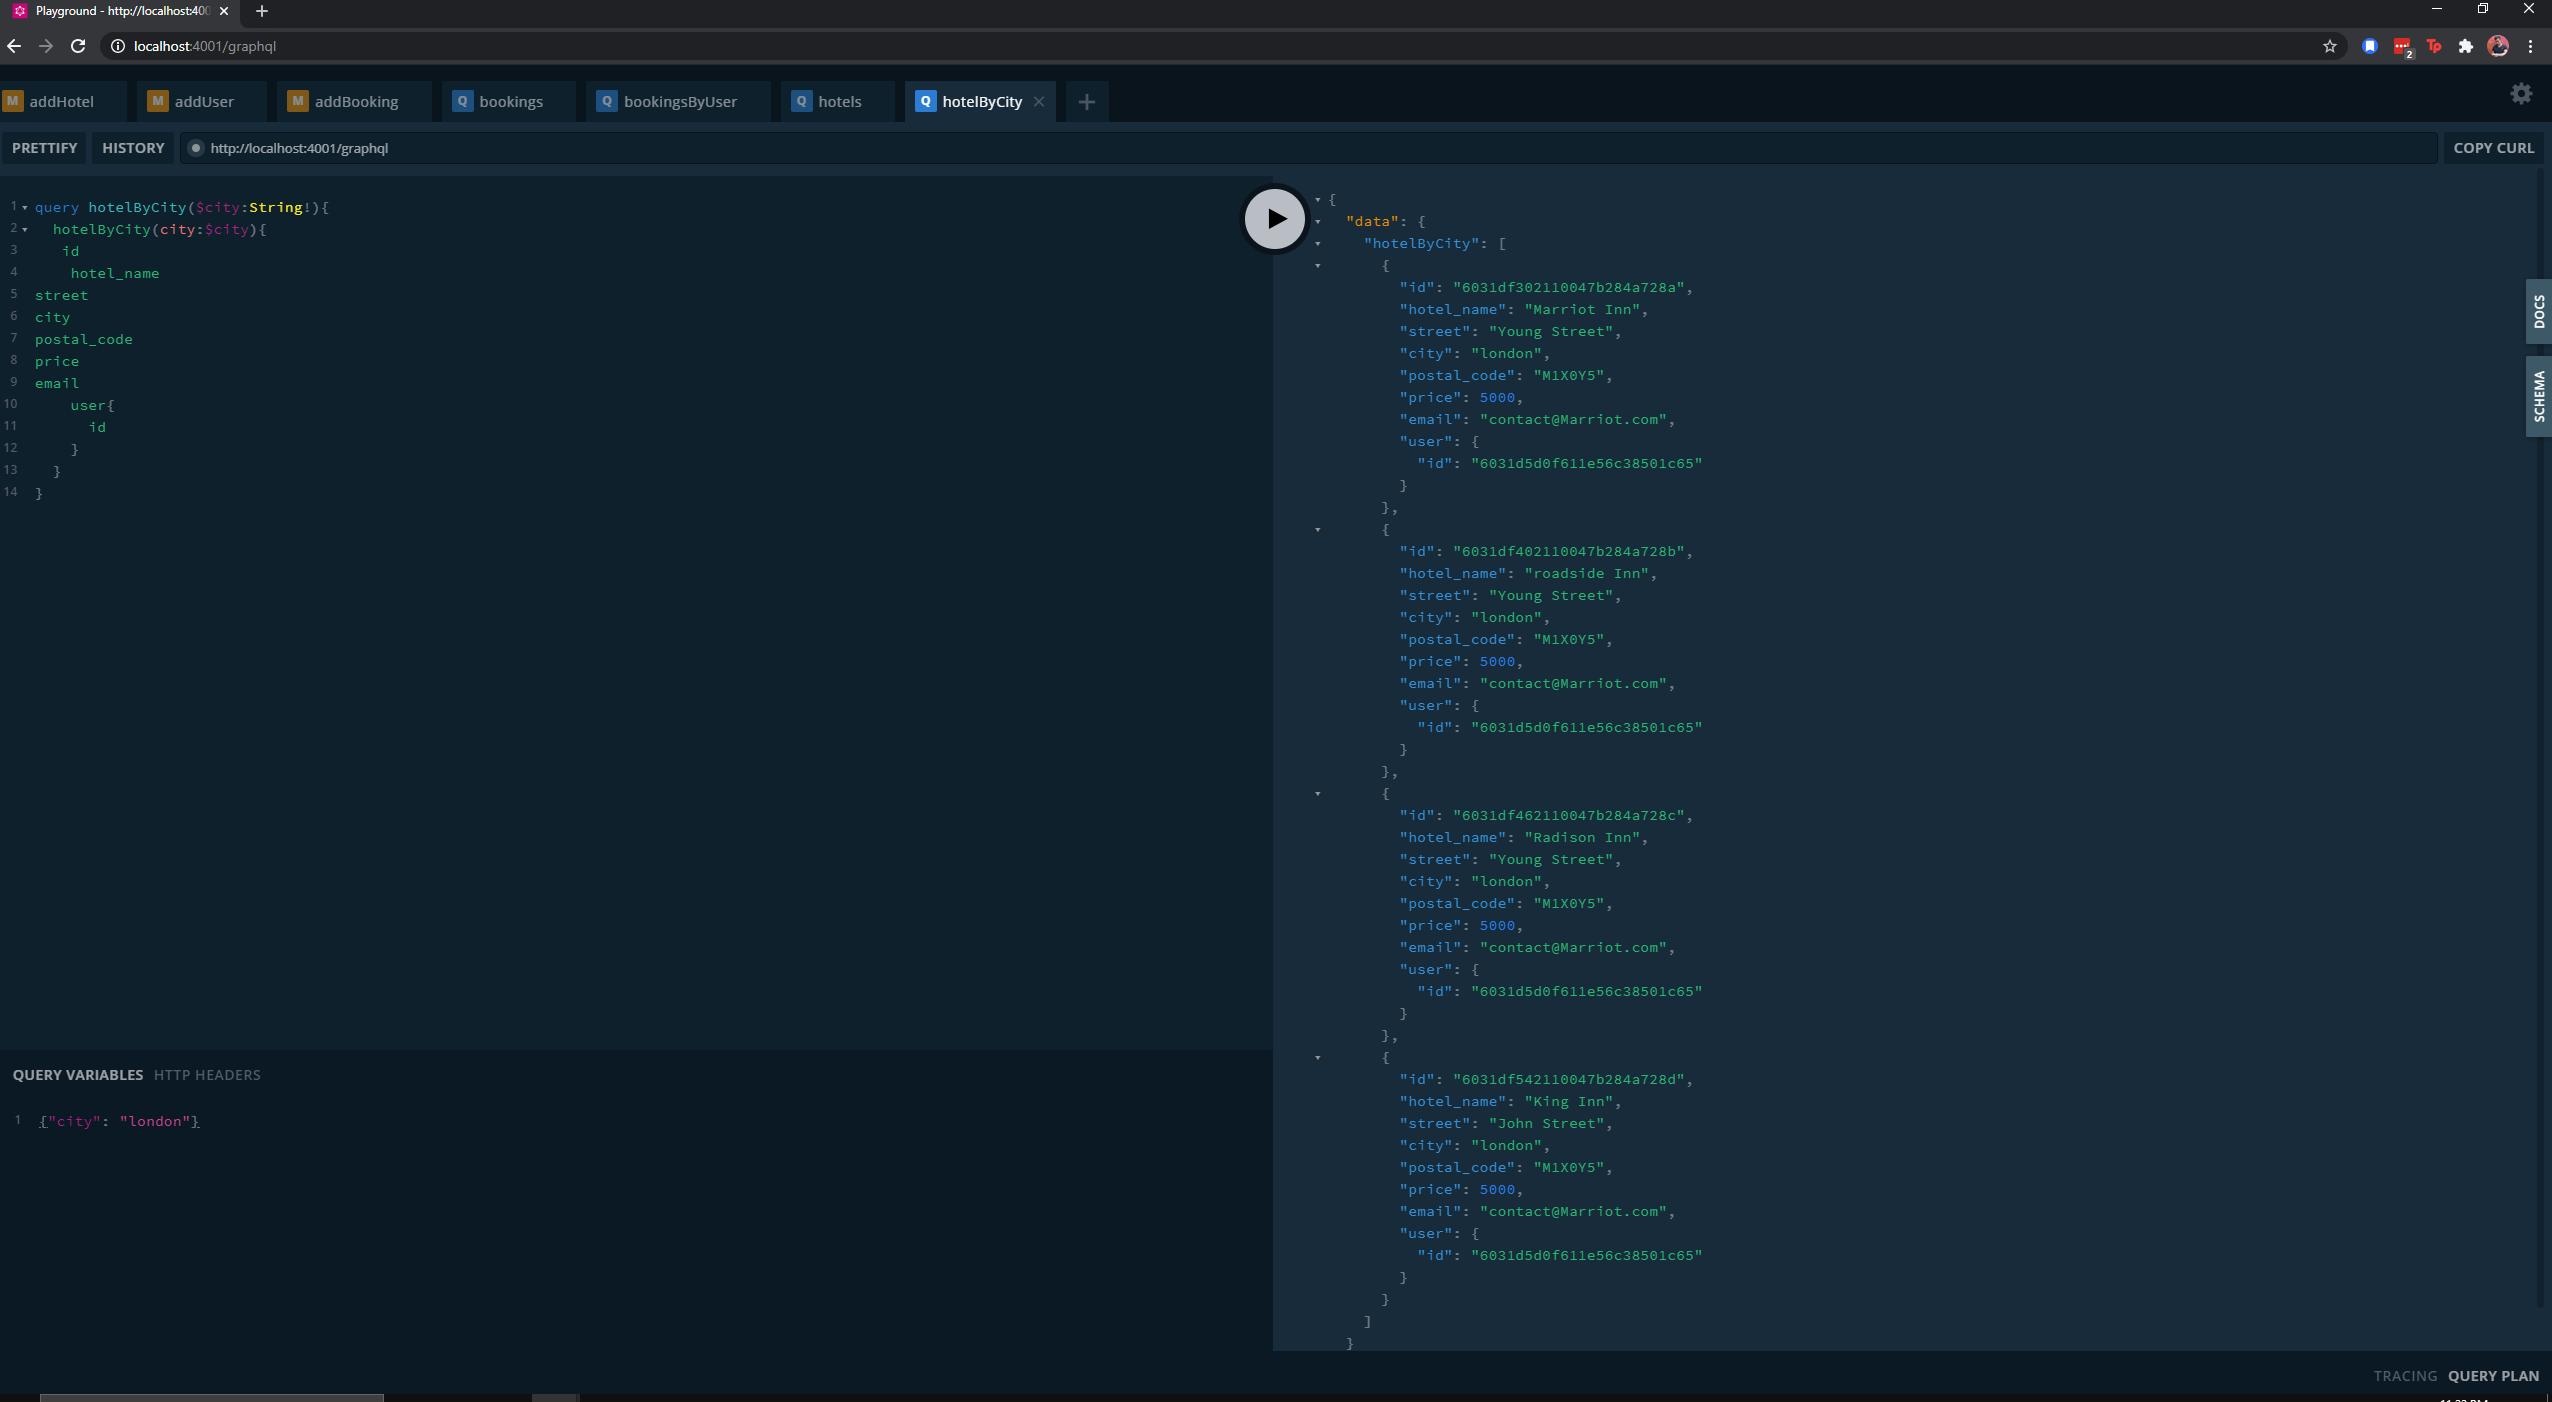 Playground - http://localhost:400
localhost:4001/graphql
2
Tp
M addHotel
M addUser
M addBooking
Q bookings
Q bookingsByUser
Q hotels
Q hotelByCity
PRETTIFY
HISTORY
http://localhost:4001/graphql
COPY CURL
1 query hotelByCity($city:String!){
2 hotelByCity(city:$city){
3 id
4 hotel_name
5 street
6 city
7 postal_code
8 price
9 email
10 user{
11 id
12 }
13 }
14 }
QUERY VARIABLES HTTP HEADERS
1 {"city": "london"}
{
"data": {
"hotelByCity": [
{
"id": "6031df302110047b284a728a",
"hotel_name": "Marriot Inn",
"street": "Young Street",
"city": "london",
"postal_code": "M1X0Y5",
"price": 5000,
"email": "contact@Marriot.com",
"user": {
"id": "6031d5d0f611e56c38501c65"
}
},
{
"id": "6031df402110047b284a728b",
"hotel_name": "roadside Inn",
"street": "Young Street",
"city": "london",
"postal_code": "M1X0Y5",
"price": 5000,
"email": "contact@Marriot.com",
"user": {
"id": "6031d5d0f611e56c38501c65"
}
},
{
"id": "6031df462110047b284a728c",
"hotel_name": "Radison Inn",
"street": "Young Street",
"city": "london",
"postal_code": "M1X0Y5",
"price": 5000,
"email": "contact@Marriot.com",
"user": {
"id": "6031d5d0f611e56c38501c65"
}
},
{
"id": "6031df542110047b284a728d",
"hotel_name": "King Inn",
"street": "John Street",
"city": "london",
"postal_code": "M1X0Y5",
"price": 5000,
"email": "contact@Marriot.com",
"user": {
"id": "6031d5d0f611e56c38501c65"
}
}
]
}
DOCS
SCHEMA
TRACING QUERY PLAN